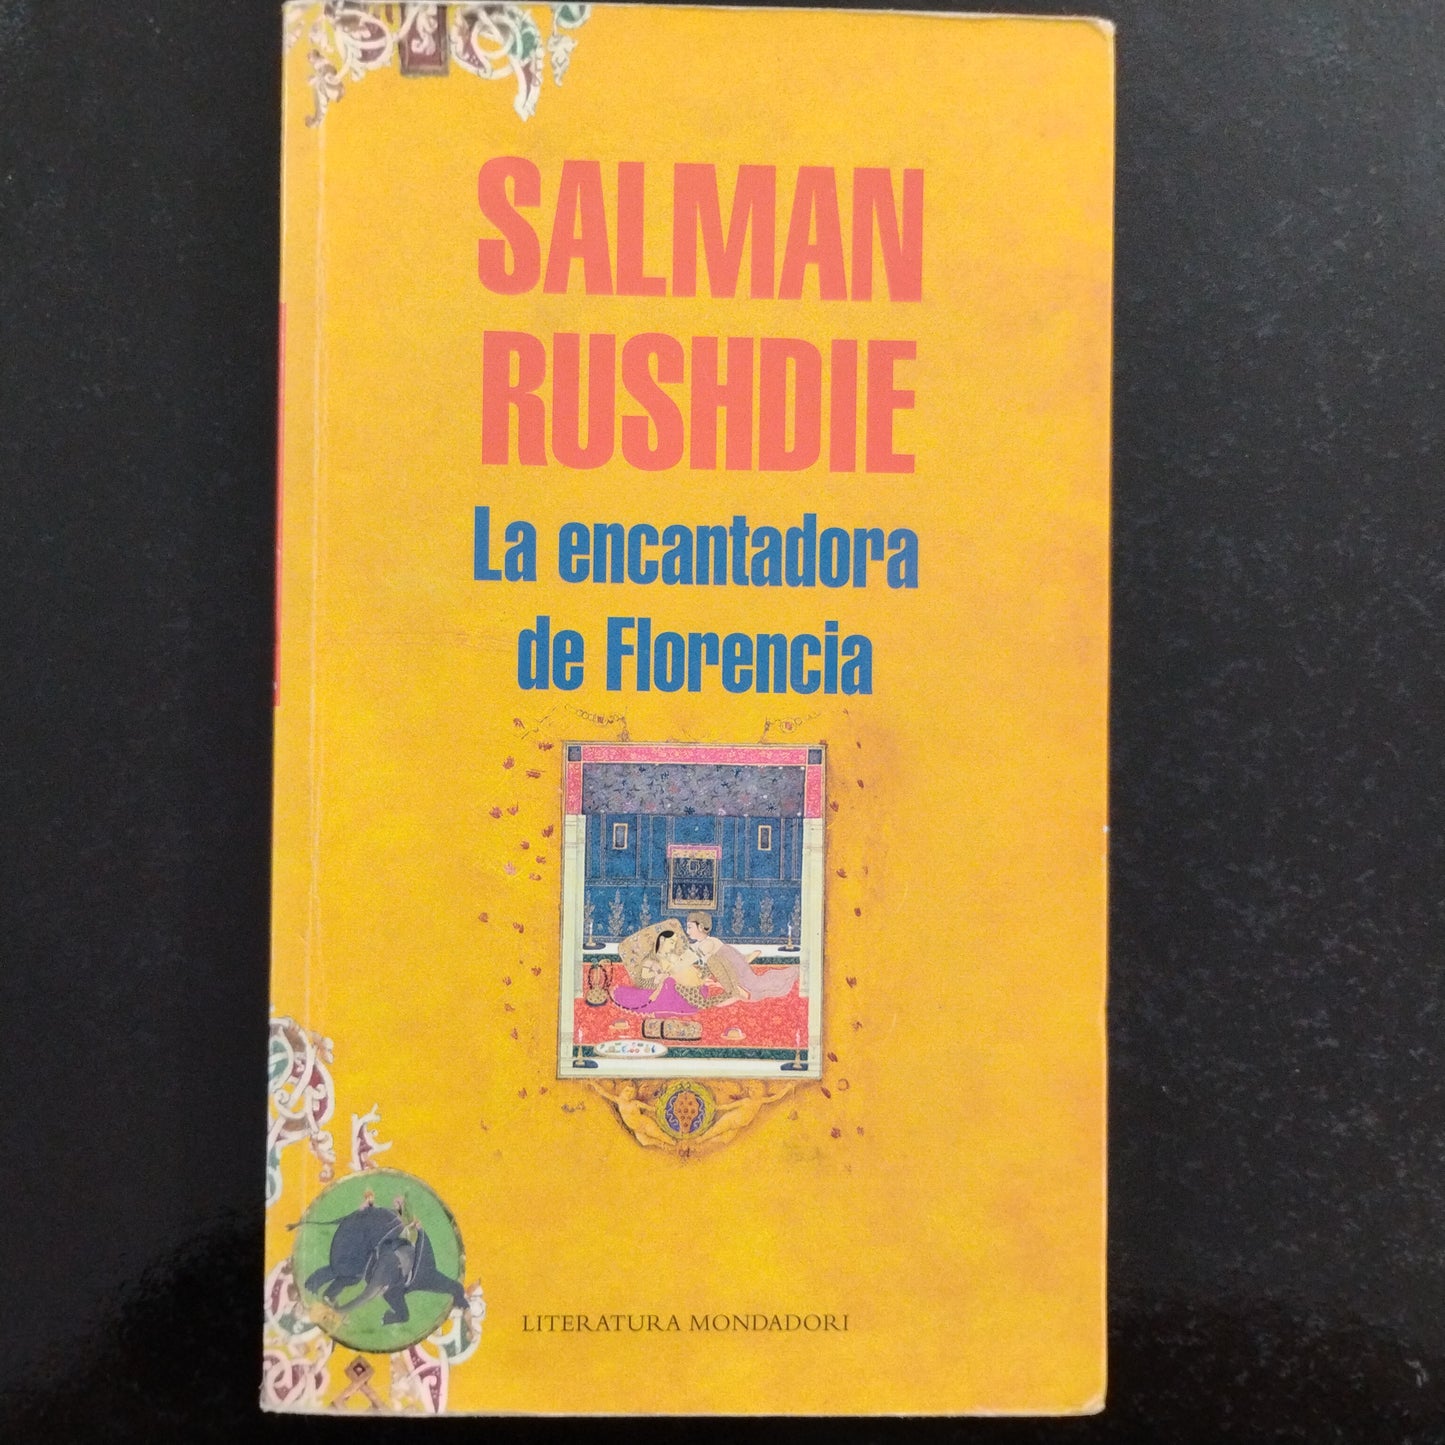 SALMAN
RUSHDIE
La encantadora
de Florencia
LITERATURA MONDADORI